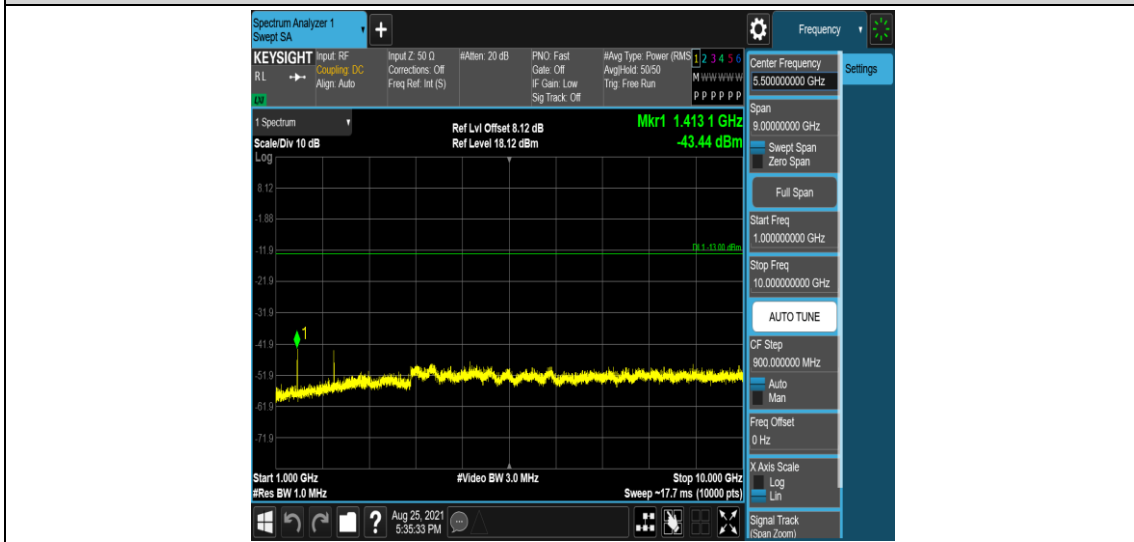 Spectrum Analyzer 1
Swept SA
+
Frequency
KEYSIGHT
RL
LXI
Input: RF
Coupling: DC
Align: Auto
Input Z: 50 Ω
Corrections: Off
Freq Ref: Int (S)
#Atten: 20 dB
PNO: Fast
Gate: Off
IF Gain: Low
Sig Track: Off
#Avg Type: Power (RMS
Avg|Hold: 50/50
Trig: Free Run
1 2 3 4 5 6
M W W W W W
P P P P P P
1 Spectrum
Scale/Div 10 dB
Log
Ref Lvl Offset 8.12 dB
Ref Level 18.12 dBm
Mkr1 1.413 1 GHz
-43.44 dBm
8.12
-1.88
-11.9
DL1 -13.00 dBm
-21.9
-31.9
1
-41.9
-51.9
-61.9
-71.9
Start 1.000 GHz
#Res BW 1.0 MHz
#Video BW 3.0 MHz
Stop 10.000 GHz
Sweep ~17.7 ms (10000 pts)
?
Aug 25, 2021
5:35:33 PM
Center Frequency
5.500000000 GHz
Settings
Span
9.00000000 GHz
Swept Span
Zero Span
Full Span
Start Freq
1.000000000 GHz
Stop Freq
10.000000000 GHz
AUTO TUNE
CF Step
900.000000 MHz
Auto
Man
Freq Offset
0 Hz
X Axis Scale
Log
Lin
Signal Track
(Span Zoom)